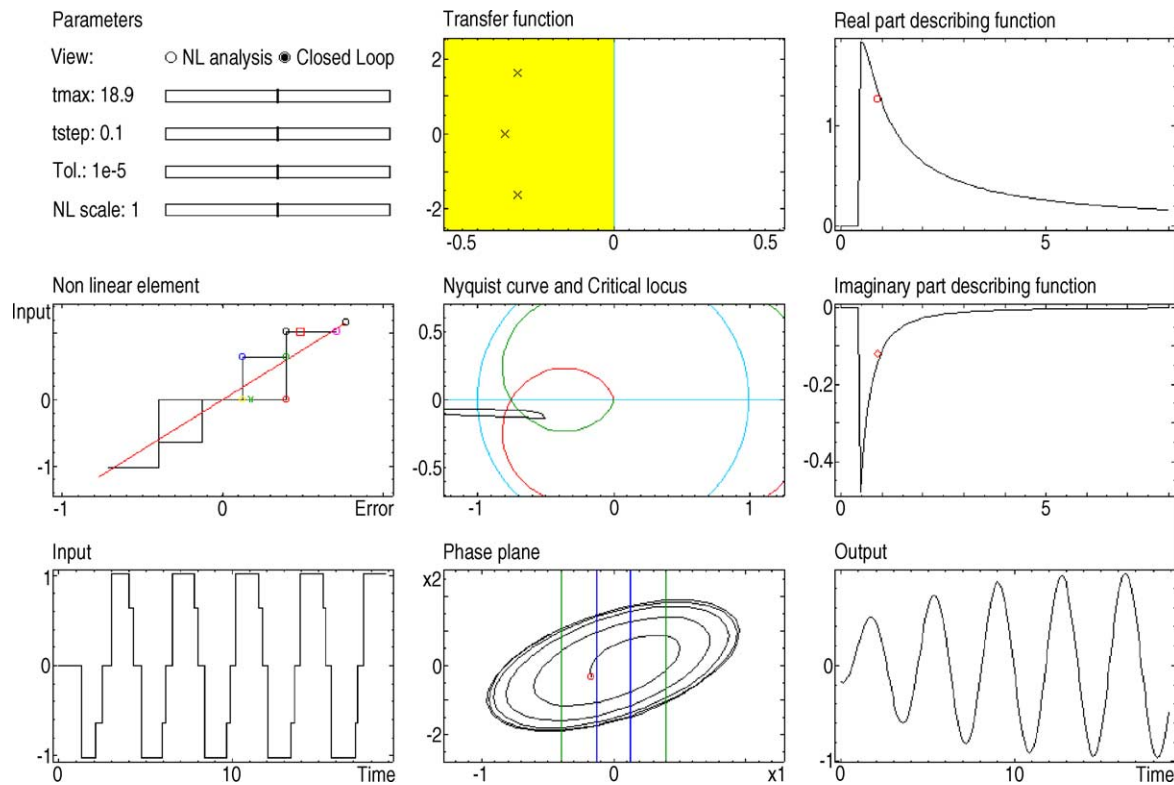 Parameters
View: NL analysis Closed Loop
tmax: 18.9
tstep: 0.1
Tol.: 1e-5
NL scale: 1
Transfer function
2
0
-2
-0.5 0 0.5
Real part describing function
1
0
0 5
Non linear element
Input
0
-1
-1 0 Error
Nyquist curve and Critical locus
0.5
0
-0.5
-1 0 1
Imaginary part describing function
0
-0.2
-0.4
0 5
Input
1
0
-1
0 10 Time
Phase plane
x2
0
-2
-1 0 x1
Output
1
0
-1
0 10 Time